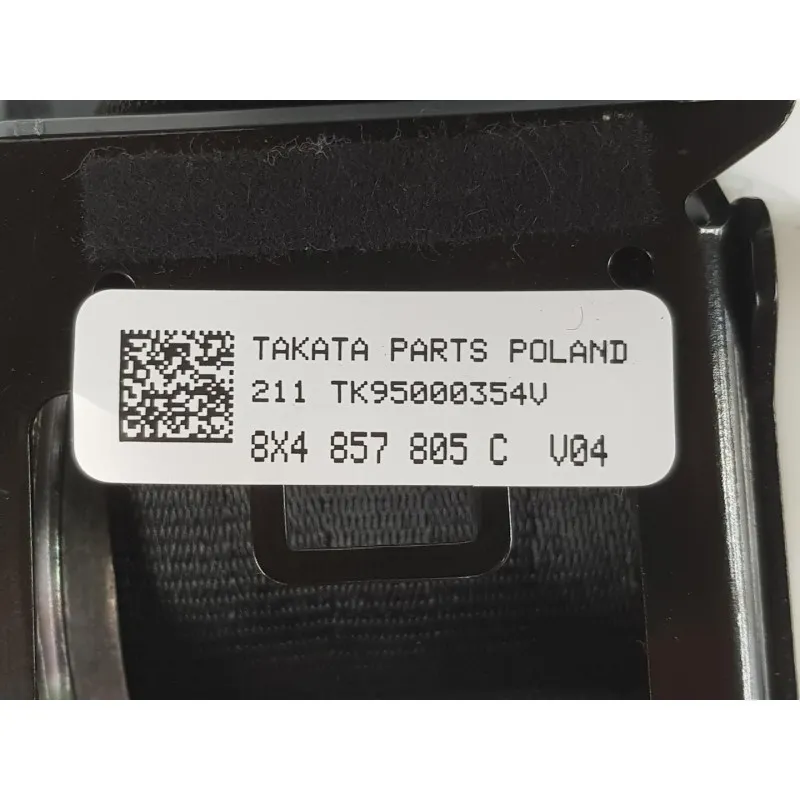 TAKATA PARTS POLAND
211 TK95000354V
8X4 857 805 C V04